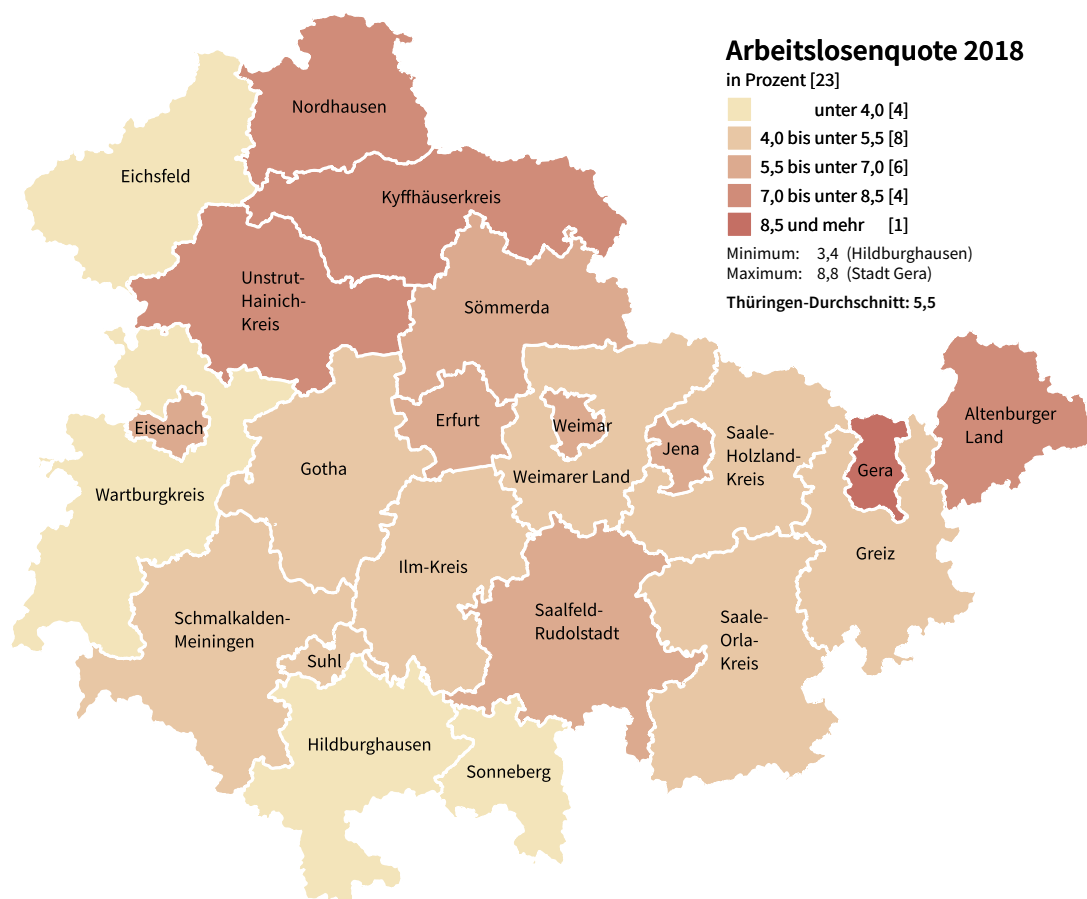 Arbeitslosenquote 2018
in Prozent [23]
unter 4,0 [4]
4,0 bis unter 5,5 [8]
5,5 bis unter 7,0 [6]
7,0 bis unter 8,5 [4]
8,5 und mehr [1]
Minimum: 3,4 (Hildburghausen)
Maximum: 8,8 (Stadt Gera)
Thüringen-Durchschnitt: 5,5
Nordhausen
Eichsfeld
Kyffhäuserkreis
Unstrut-
Hainich-
Kreis
Sömmerda
Eisenach
Erfurt
Weimar
Altenburger
Land
Jena
Saale-
Holzland-
Kreis
Gera
Gotha
Weimarer Land
Wartburgkreis
Greiz
Ilm-Kreis
Schmalkalden-
Meiningen
Saalfeld-
Rudolstadt
Saale-
Orla-
Kreis
Suhl
Hildburghausen
Sonneberg